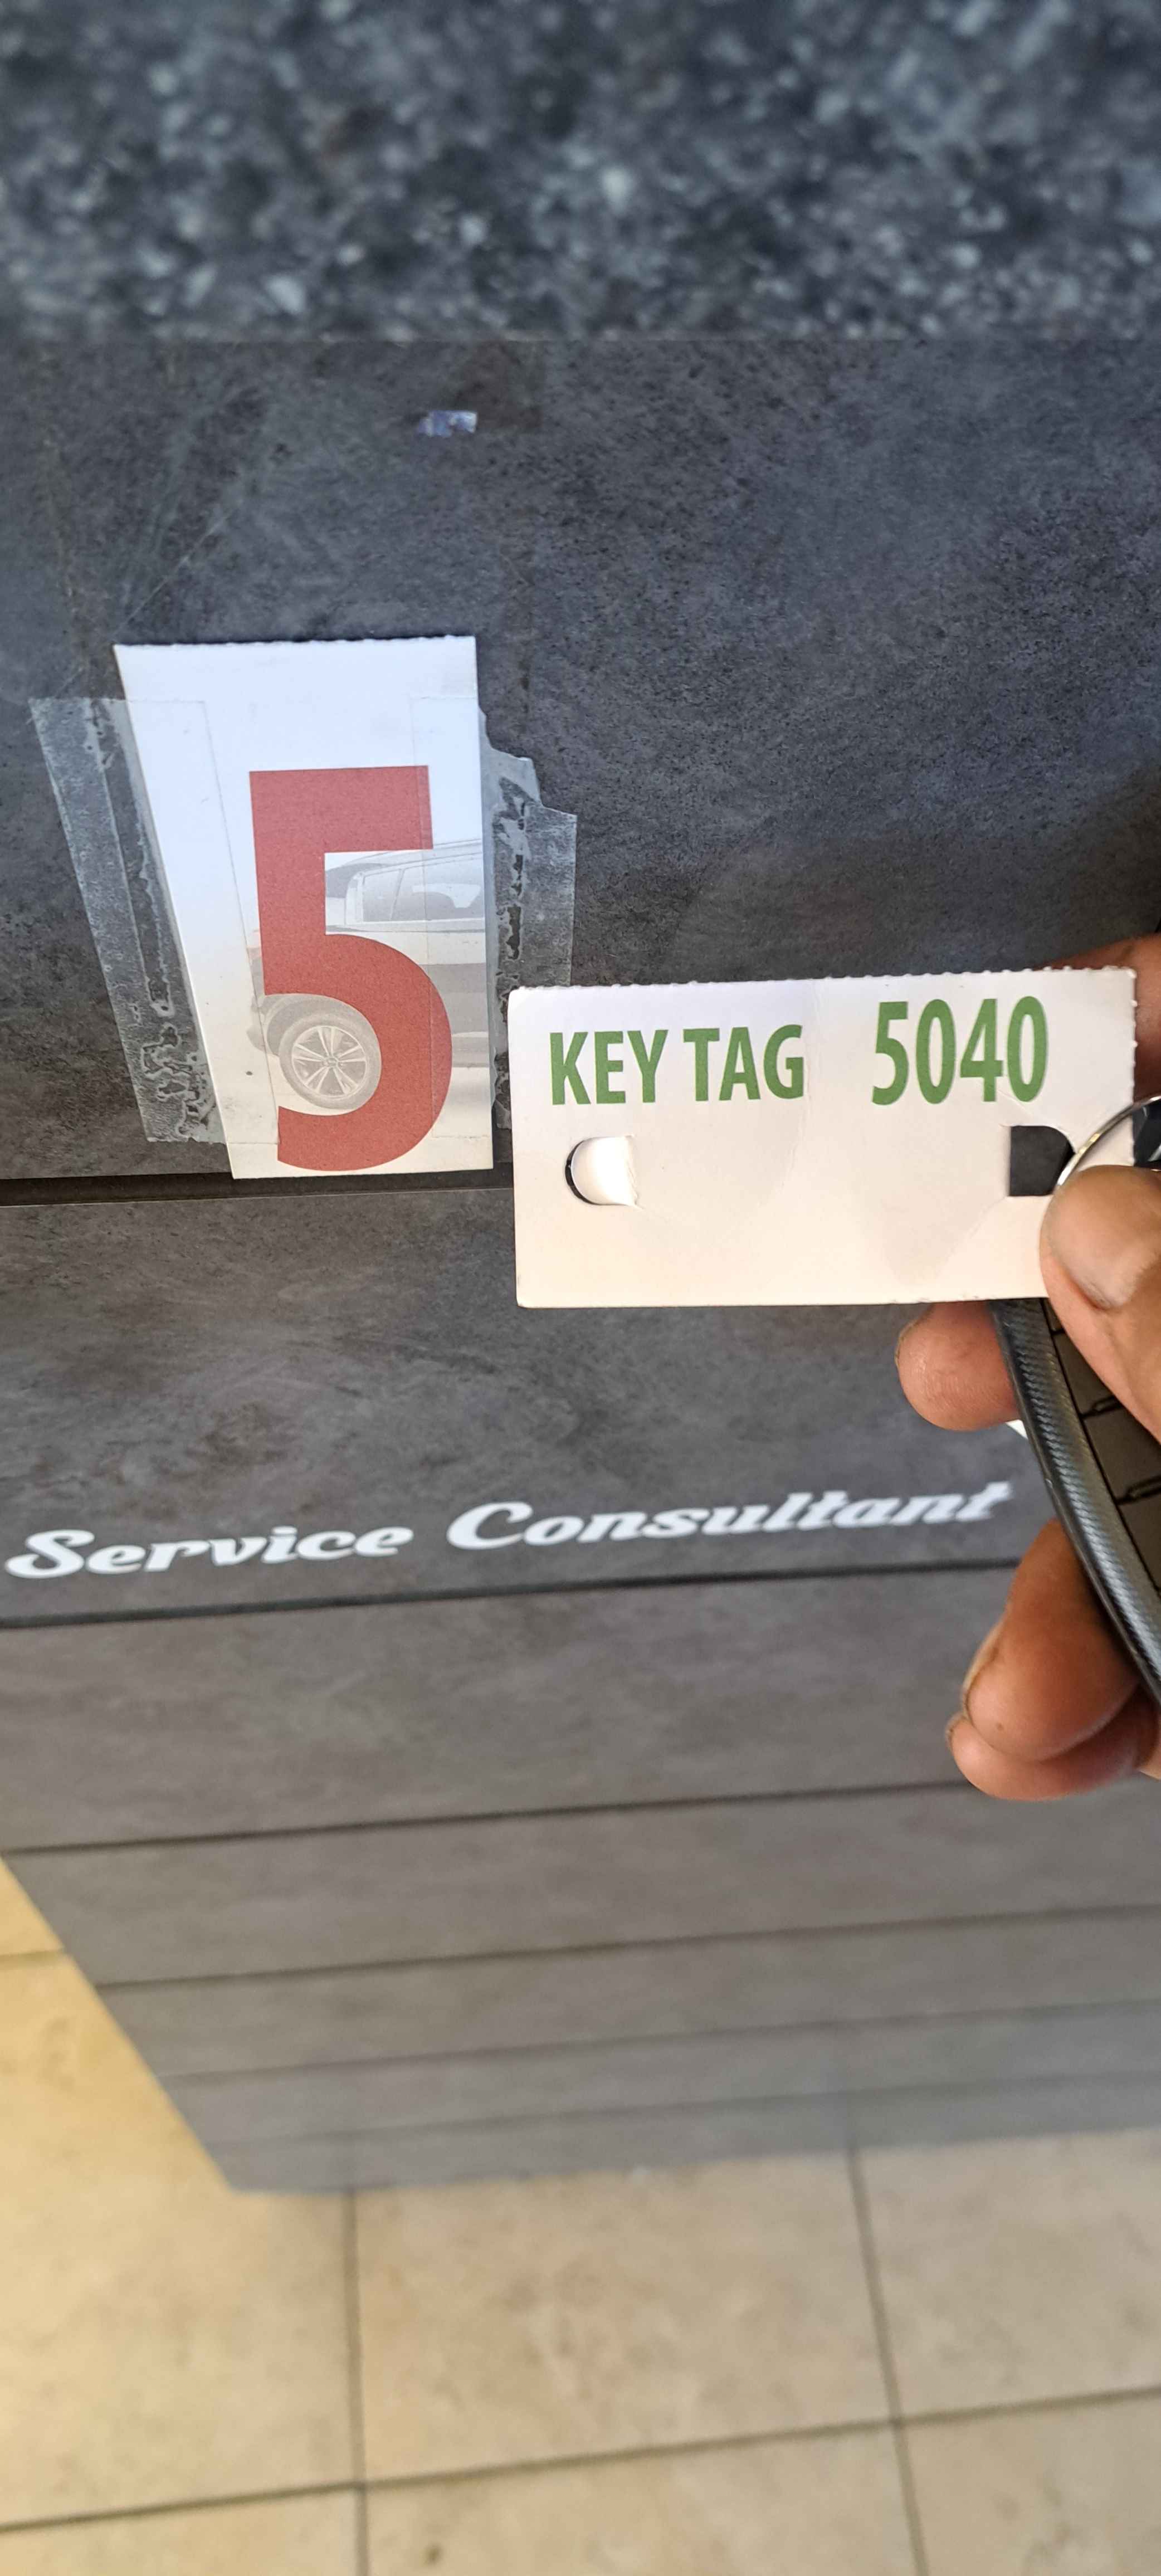 5
KEY TAG 5040
Service Consultant